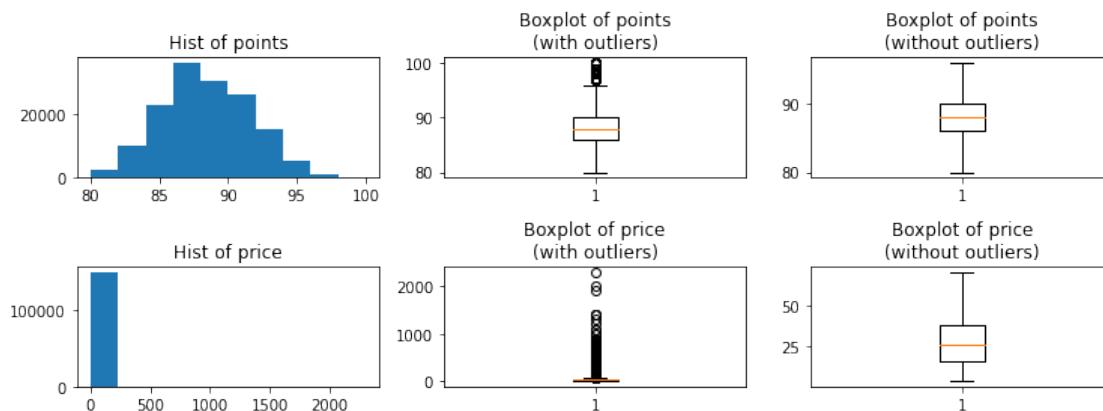 Hist of points
20000
0
80 85 90 95 100
Boxplot of points
(with outliers)
100
90
80
1
Boxplot of points
(without outliers)
90
80
1
Hist of price
100000
0
0 500 1000 1500 2000
Boxplot of price
(with outliers)
2000
1000
0
1
Boxplot of price
(without outliers)
50
25
1